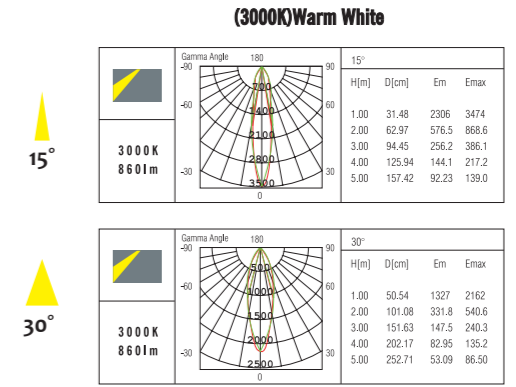 (3000K)Warm White
15°
3000K
860lm
Gamma Angle 180
-90 90
-60 60
-30 30
0
700
1400
2100
2800
3500
15°
H[m] D[cm] Em Emax
1.00 31.48 2306 3474
2.00 62.97 576.5 868.6
3.00 94.45 256.2 386.1
4.00 125.94 144.1 217.2
5.00 157.42 92.23 139.0
30°
3000K
860lm
Gamma Angle 180
-90 90
-60 60
-30 30
0
500
1000
1500
2000
2500
30°
H[m] D[cm] Em Emax
1.00 50.54 1327 2162
2.00 101.08 331.8 540.6
3.00 151.63 147.5 240.3
4.00 202.17 82.95 135.2
5.00 252.71 53.09 86.50